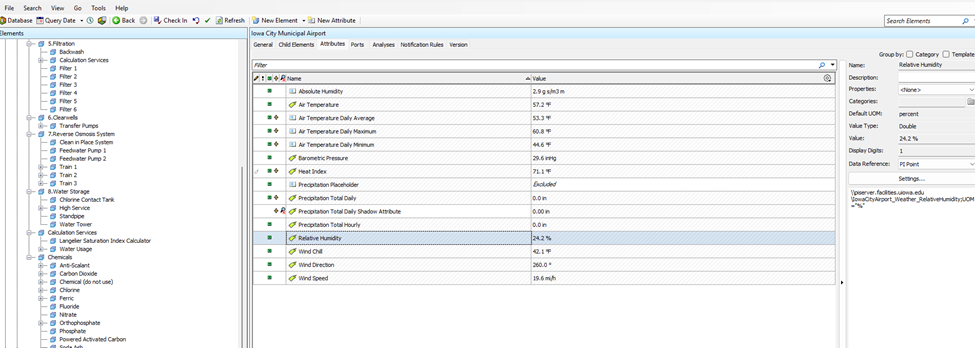 File Search View Go Tools Help
Database Query Date Back Check In Refresh New Element New Attribute
Search Elements
Elements
5.Filtration
Backwash
Calculation Services
Filter 1
Filter 2
Filter 3
Filter 4
Filter 5
Filter 6
6.Clearwells
Transfer Pumps
7.Reverse Osmosis System
Clean in Place System
Feedwater Pump 1
Feedwater Pump 2
Train 1
Train 2
Train 3
8.Water Storage
Chlorine Contact Tank
High Service
Standpipe
Water Tower
Calculation Services
Langelier Saturation Index Calculator
Water Usage
Chemicals
Anti-Scalant
Carbon Dioxide
Chemical (do not use)
Chlorine
Ferric
Fluoride
Nitrate
Orthophosphate
Phosphate
Powered Activated Carbon
Soda Ash
Iowa City Municipal Airport
General Child Elements Attributes Ports Analyses Notification Rules Version
Group by: Category Template
Filter
Name Value
Absolute Humidity 2.9 g s/m3 m
Air Temperature 57.2 °F
Air Temperature Daily Average 53.3 °F
Air Temperature Daily Maximum 60.8 °F
Air Temperature Daily Minimum 44.6 °F
Barometric Pressure 29.6 inHg
Heat Index 71.1 °F
Precipitation Placeholder Excluded
Precipitation Total Daily 0.0 in
Precipitation Total Daily Shadow Attribute 0.00 in
Precipitation Total Hourly 0.0 in
Relative Humidity 24.2 %
Wind Chill 42.1 °F
Wind Direction 260.0 °
Wind Speed 19.6 mi/h
Name: Relative Humidity
Description:
Properties: <None>
Categories:
Default UOM: percent
Value Type: Double
Value: 24.2 %
Display Digits: 1
Data Reference: PI Point
Settings...
\\piserver.facilities.uiowa.edu
\IowaCityAirport_Weather_RelativeHumidity;UOM
="%"